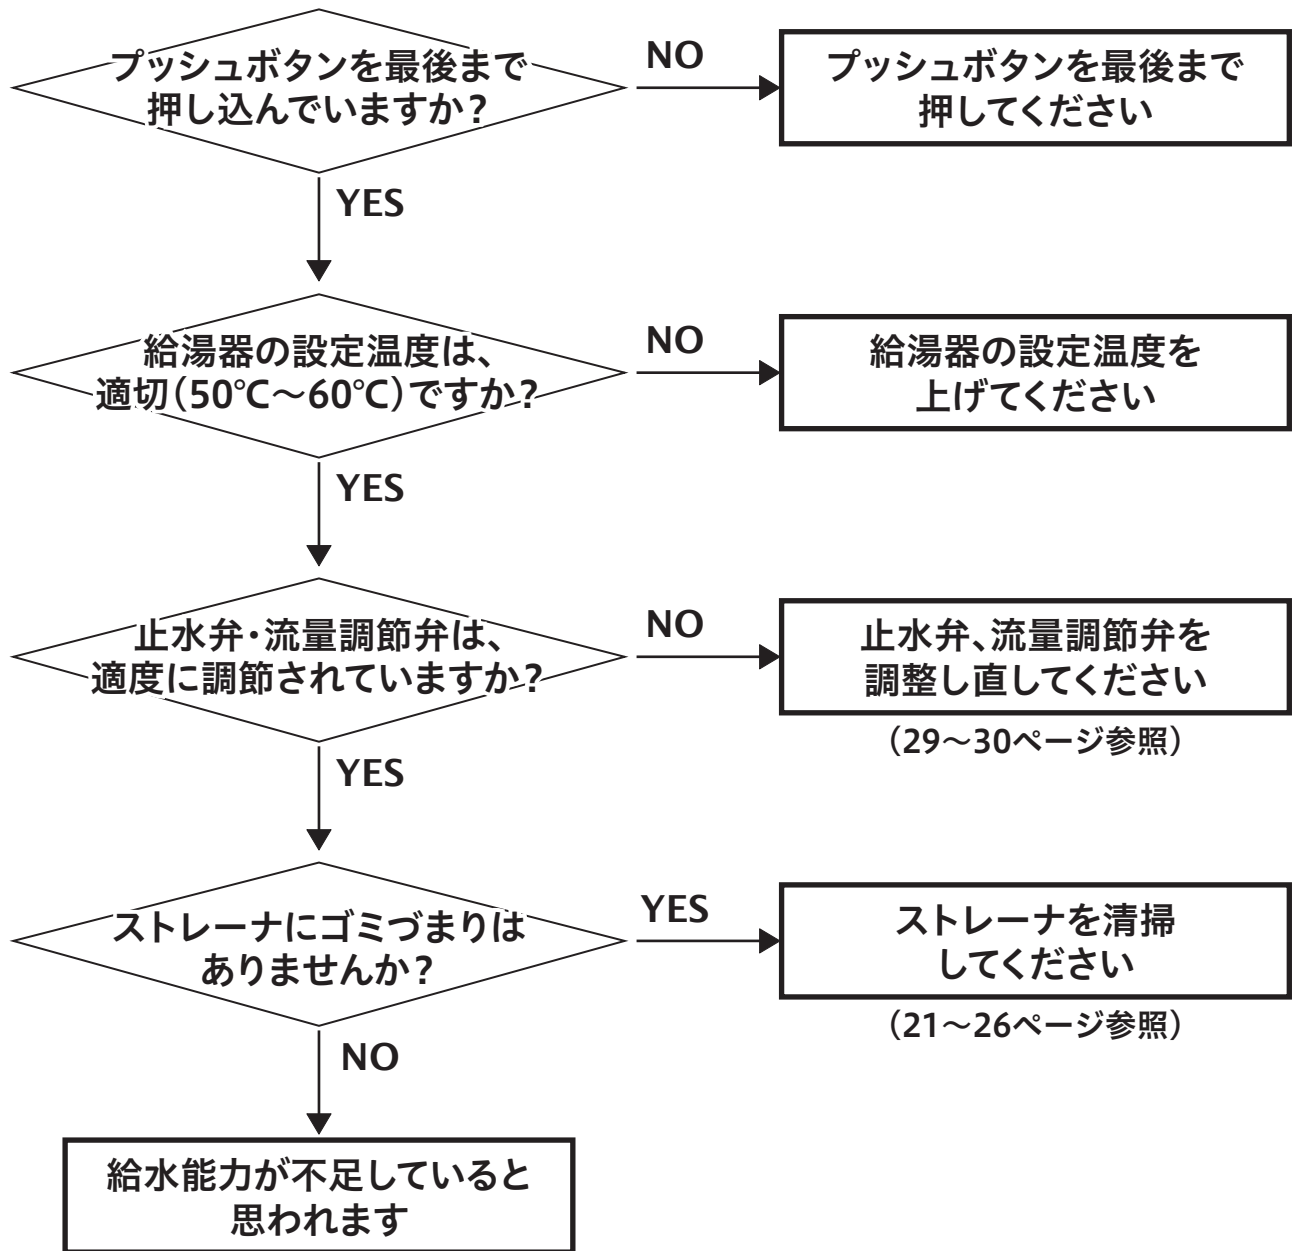 プッシュボタンを最後まで
押し込んでいますか?
NO
プッシュボタンを最後まで
押してください
YES
給湯器の設定温度は、
適切(50℃～60℃)ですか?
NO
給湯器の設定温度を
上げてください
YES
止水弁・流量調節弁は、
適度に調節されていますか?
NO
止水弁、流量調節弁を
調整し直してください
(29～30ページ参照)
YES
ストレーナにゴミづまりは
ありませんか?
YES
ストレーナを清掃
してください
(21～26ページ参照)
NO
給水能力が不足していると
思われます